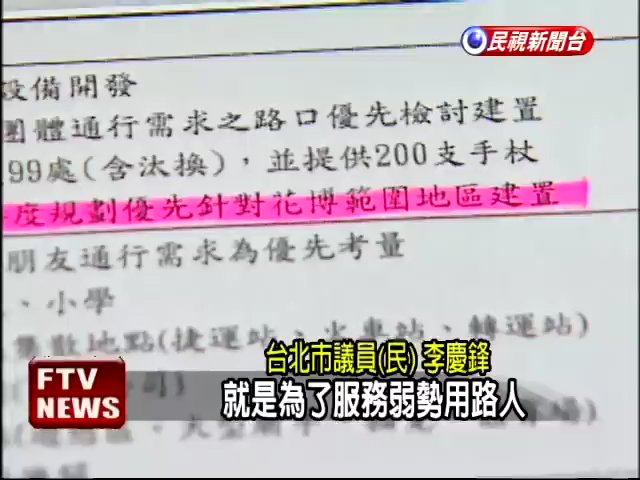 民視新聞台
設備開發
團體通行需求之路口優先檢討建置
99處(含汰換)，並提供200支手杖
度規劃優先針對花博範圍地區建置
朋友通行需求為優先考量
、小學
集散地點(捷運站、火車站、轉運站)
台北市議員(民) 李慶鋒
FTV
NEWS
就是為了服務弱勢用路人